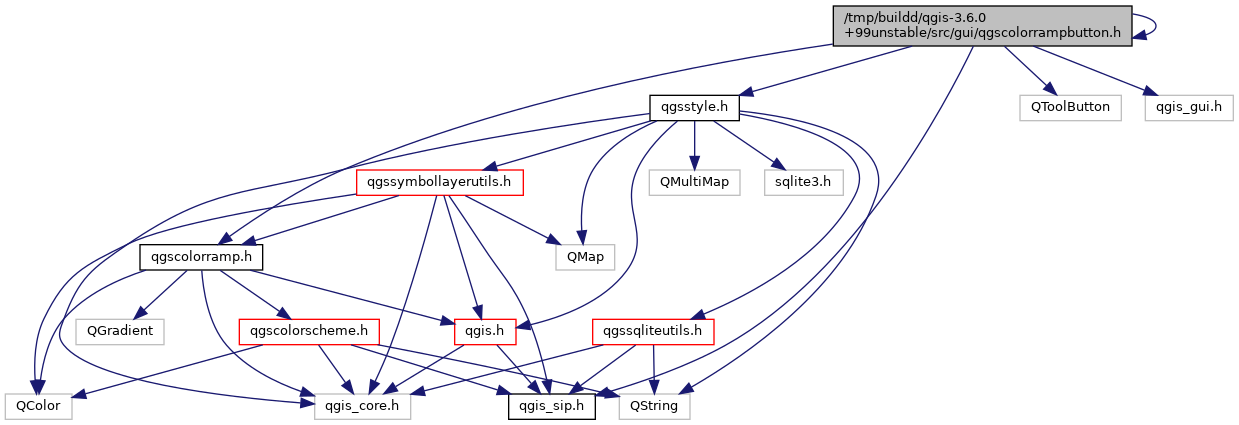 /tmp/buildd/qgis-3.6.0
+99unstable/src/gui/qgscolorrampbutton.h
qgsstyle.h
QToolButton
qgis_gui.h
qgssymbollayerutils.h
QMultiMap
sqlite3.h
qgscolorramp.h
QMap
QGradient
qgscolorscheme.h
qgis.h
qgssqliteutils.h
QColor
qgis_core.h
qgis_sip.h
QString